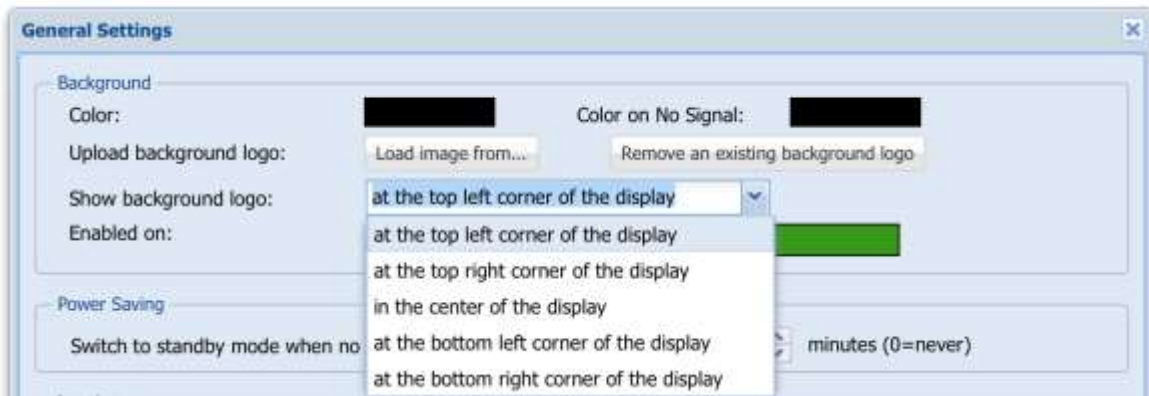 General Settings
Background
Color:
Color on No Signal:
Upload background logo:
Load image from...
Remove an existing background logo
Show background logo:
at the top left corner of the display
Enabled on:
at the top left corner of the display
at the top right corner of the display
in the center of the display
at the bottom left corner of the display
at the bottom right corner of the display
Power Saving
Switch to standby mode when no
minutes (0=never)